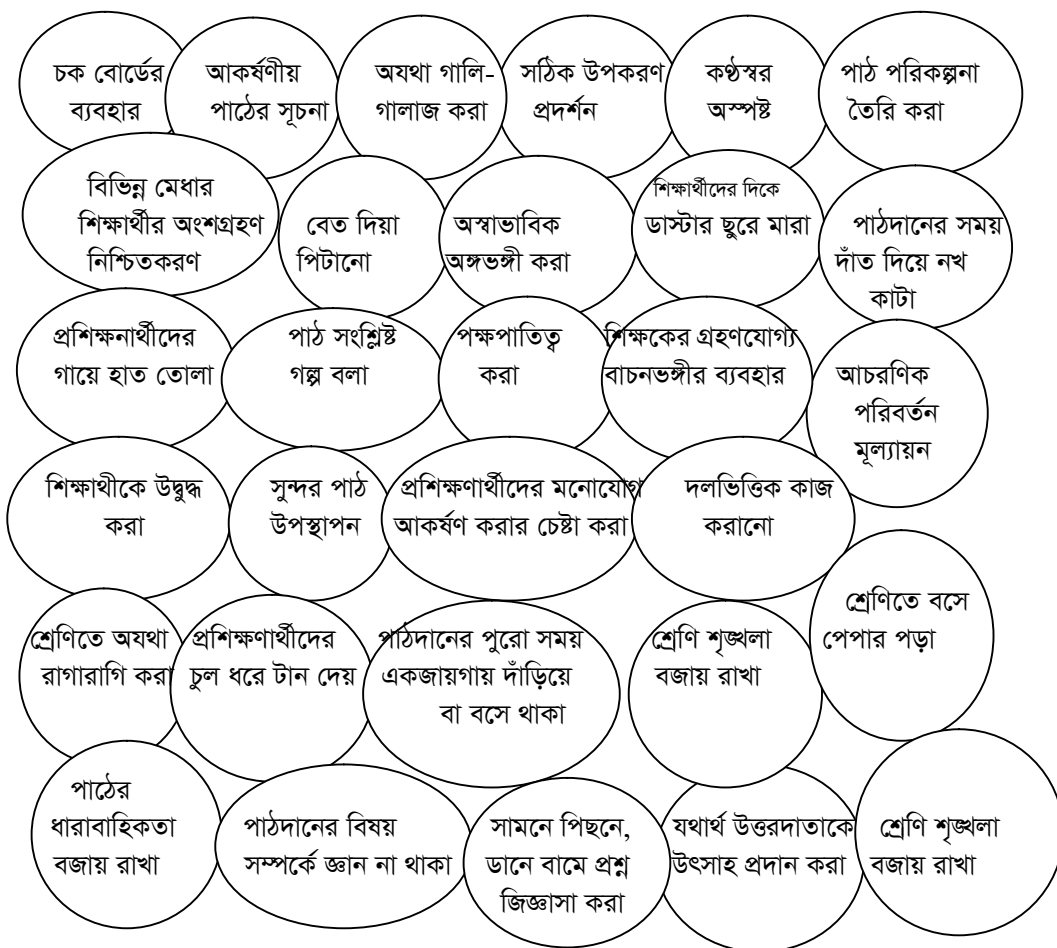 চক বোর্ডের
ব্যবহার
আকর্ষণীয়
পাঠের সূচনা
অযথা গালি-
গালাজ করা
সঠিক উপকরণ
প্রদর্শন
কণ্ঠস্বর
অস্পষ্ট
পাঠ পরিকল্পনা
তৈরি করা
বিভিন্ন মেধার
শিক্ষার্থীর অংশগ্রহণ
নিশ্চিতকরণ
বেত দিয়া
পিটানো
অস্বাভাবিক
অঙ্গভঙ্গী করা
শিক্ষার্থীদের দিকে
ডাস্টার ছুরে মারা
পাঠদানের সময়
দাঁত দিয়ে নখ
কাটা
প্রশিক্ষনার্থীদের
গায়ে হাত তোলা
পাঠ সংশ্লিষ্ট
গল্প বলা
পক্ষপাতিত্ব
করা
শিক্ষকের গ্রহণযোগ্য
বাচনভঙ্গীর ব্যবহার
আচরণিক
পরিবর্তন
মূল্যায়ন
শিক্ষাথীকে উদ্বুদ্ধ
করা
সুন্দর পাঠ
উপস্থাপন
প্রশিক্ষণার্থীদের মনোযোগ
আকর্ষণ করার চেষ্টা করা
দলভিত্তিক কাজ
করানো
শ্রেণিতে বসে
পেপার পড়া
শ্রেণিতে অযথা
রাগারাগি করা
প্রশিক্ষণার্থীদের
চুল ধরে টান দেয়
পাঠদানের পুরো সময়
একজায়গায় দাঁড়িয়ে
বা বসে থাকা
শ্রেণি শৃঙ্খলা
বজায় রাখা
পাঠের
ধারাবাহিকতা
বজায় রাখা
পাঠদানের বিষয়
সম্পর্কে জ্ঞান না থাকা
সামনে পিছনে,
ডানে বামে প্রশ্ন
জিজ্ঞাসা করা
যথার্থ উত্তরদাতাকে
উৎসাহ প্রদান করা
শ্রেণি শৃঙ্খলা
বজায় রাখা